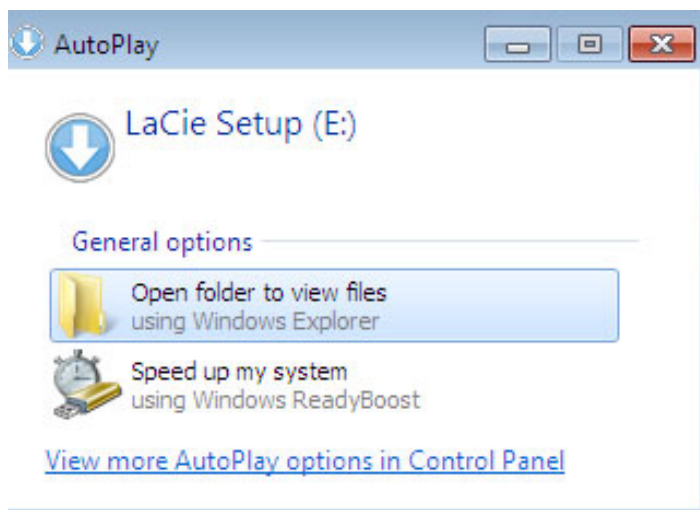 AutoPlay
LaCie Setup (E:)
General options
Open folder to view files
using Windows Explorer
Speed up my system
using Windows ReadyBoost
View more AutoPlay options in Control Panel